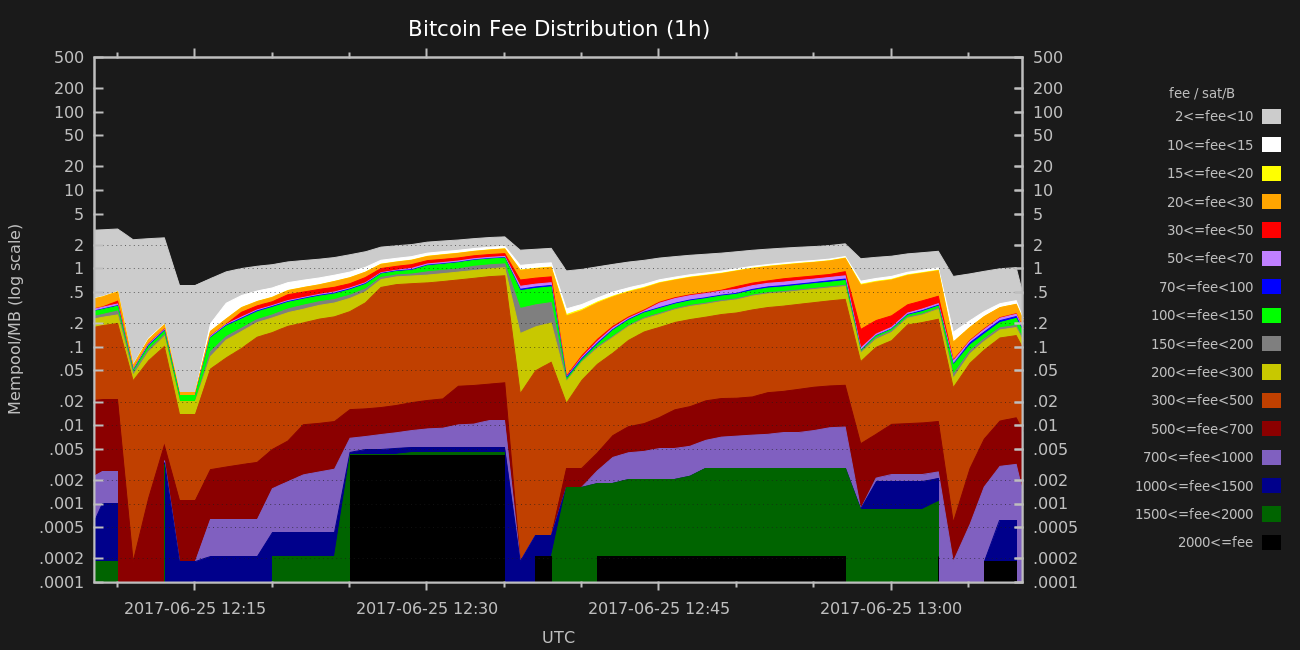 Bitcoin Fee Distribution (1h)
500
200
100
50
20
10
5
2
1
.5
.2
.1
.05
.02
.01
.005
.002
.001
.0005
.0002
.0001
Mempool/MB (log scale)
500
200
100
50
20
10
5
2
1
.5
.2
.1
.05
.02
.01
.005
.002
.001
.0005
.0002
.0001
2017-06-25 12:15 2017-06-25 12:30 2017-06-25 12:45 2017-06-25 13:00
UTC
fee / sat/B
2<=fee<10
10<=fee<15
15<=fee<20
20<=fee<30
30<=fee<50
50<=fee<70
70<=fee<100
100<=fee<150
150<=fee<200
200<=fee<300
300<=fee<500
500<=fee<700
700<=fee<1000
1000<=fee<1500
1500<=fee<2000
2000<=fee